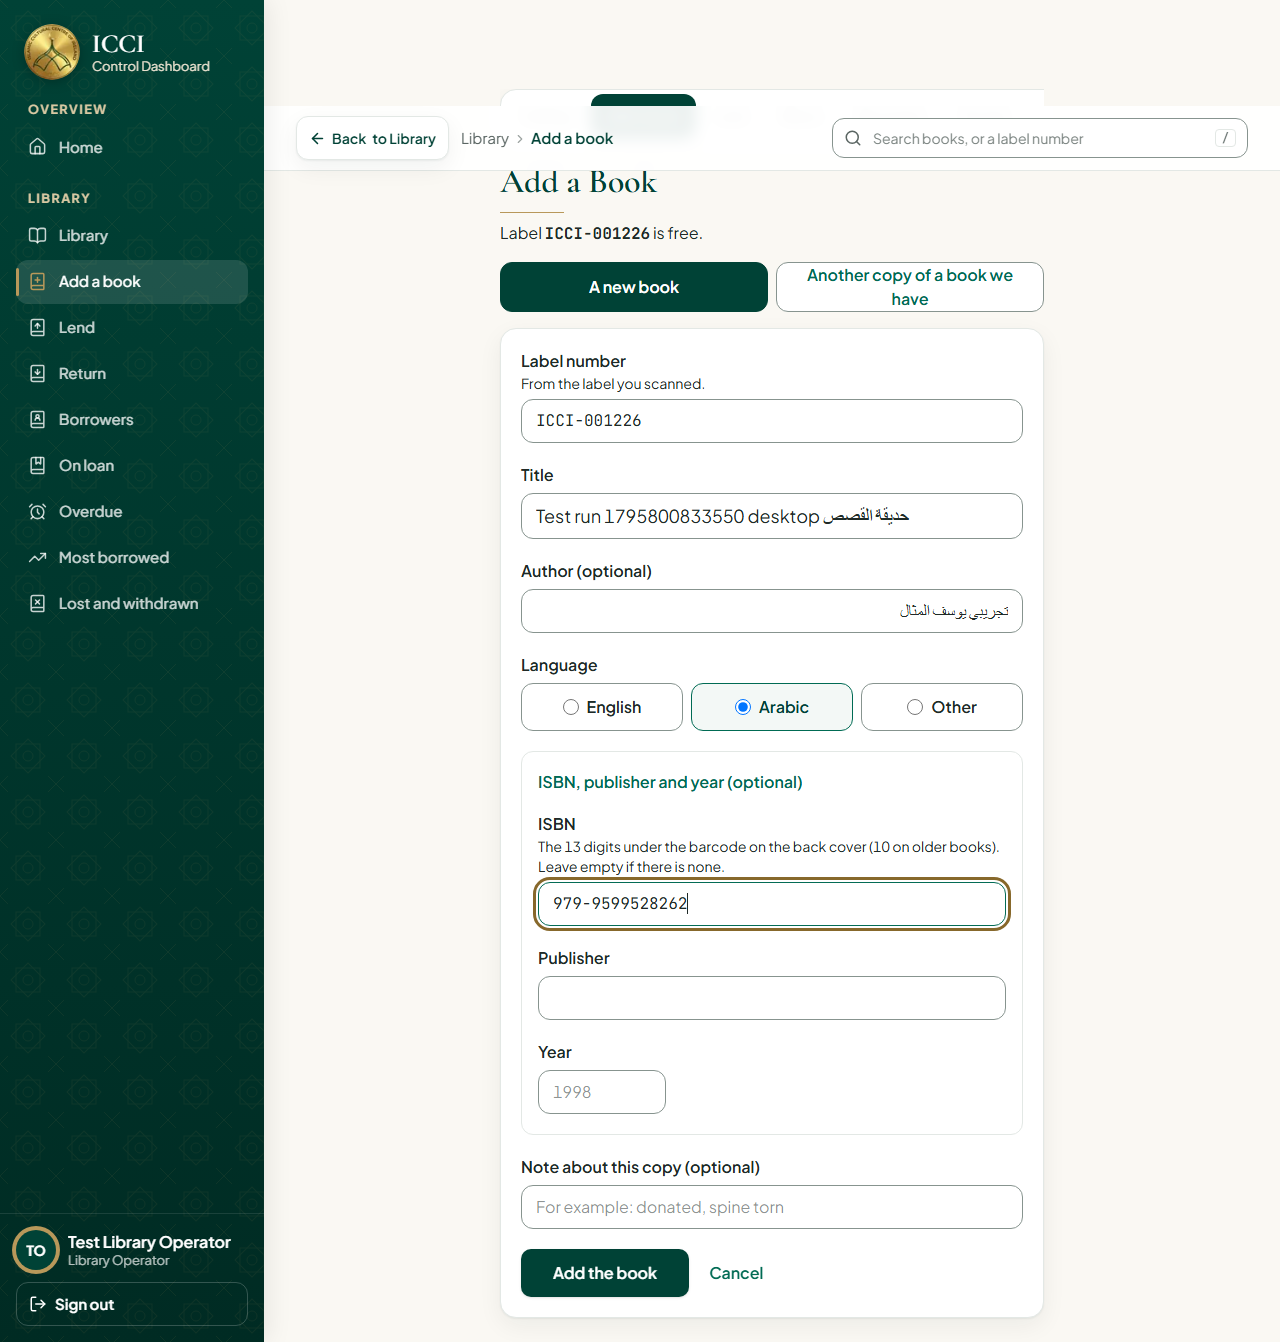 ICCI
Control Dashboard
OVERVIEW
Home
LIBRARY
Library
Add a book
Lend
Return
Borrowers
On loan
Overdue
Most borrowed
Lost and withdrawn
TO
Test Library Operator
Library Operator
Sign out
Back to Library
Library > Add a book
Search books, or a label number
/
Add a Book
Label ICCI-001226 is free.
A new book
Another copy of a book we
have
Label number
From the label you scanned.
ICCI-001226
Title
Test run 1795800833550 desktop حديقة القصص
Author (optional)
تجريبي يوسف المثال
Language
English
Arabic
Other
ISBN, publisher and year (optional)
ISBN
The 13 digits under the barcode on the back cover (10 on older books).
Leave empty if there is none.
979-9599528262
Publisher
Year
1998
Note about this copy (optional)
For example: donated, spine torn
Add the book
Cancel